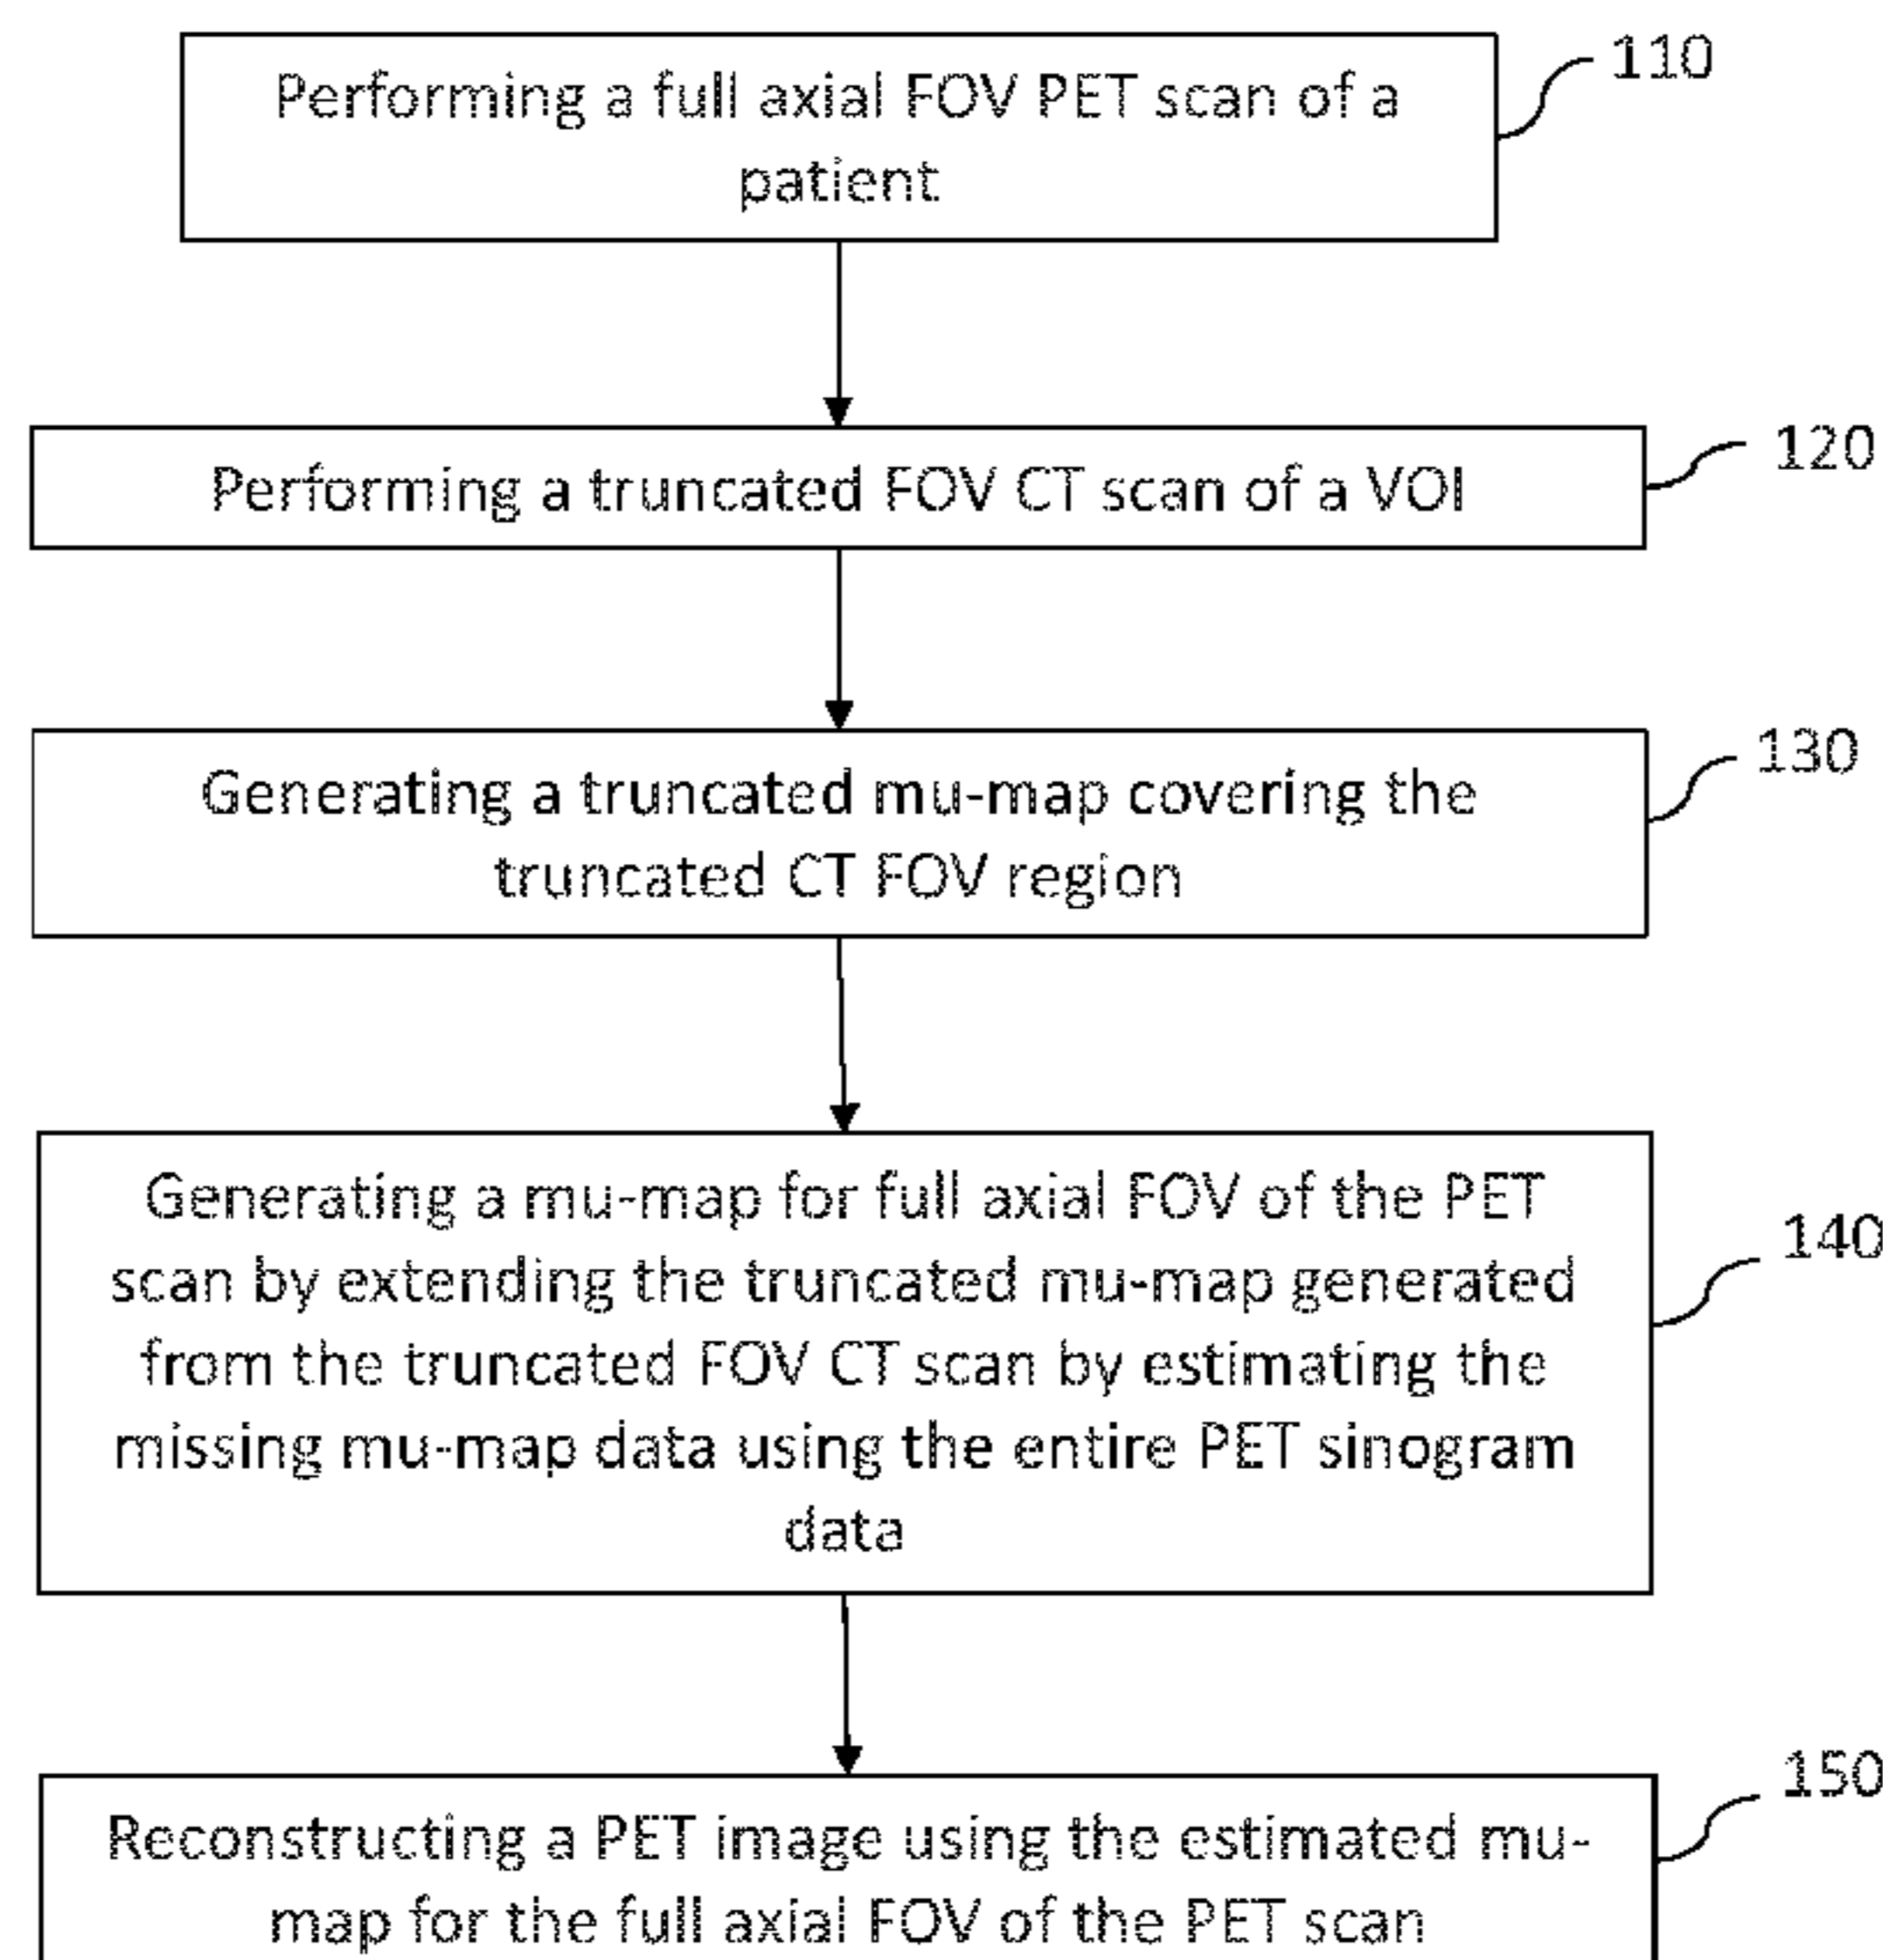 Performing a full axial FOV PET scan of a
patient
110
Performing a truncated FOV CT scan of a VOI
120
Generating a truncated mu-map covering the
truncated CT FOV region
130
Generating a mu-map for full axial FOV of the PET
scan by extending the truncated mu-map generated
from the truncated FOV CT scan by estimating the
missing mu-map data using the entire PET sinogram
data
140
Reconstructing a PET image using the estimated mu-
map for the full axial FOV of the PET scan
150